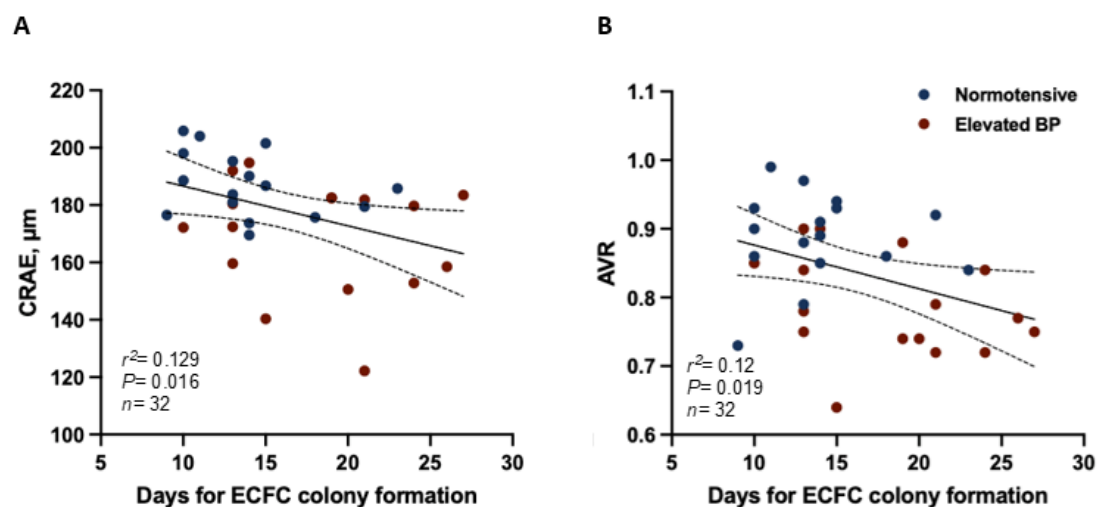 A
CRAE, µm
220
200
180
160
140
120
100
r²= 0.129
P= 0.016
n= 32
5 10 15 20 25 30
Days for ECFC colony formation
B
Normotensive
Elevated BP
AVR
1.1
1.0
0.9
0.8
0.7
0.6
r²= 0.12
P= 0.019
n= 32
5 10 15 20 25 30
Days for ECFC colony formation